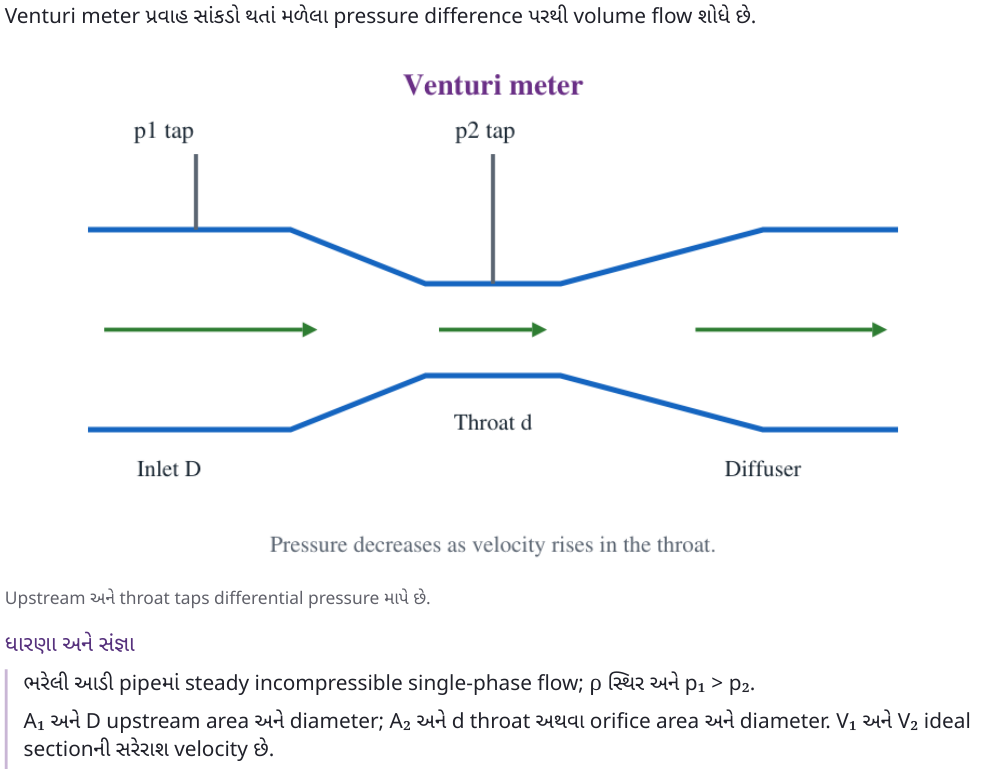 Venturi meter પ્રવાહ સાંકડો થતાં મળેલા pressure difference પરથી volume flow શોધે છે.
Venturi meter
p1 tap
p2 tap
Throat d
Inlet D
Diffuser
Pressure decreases as velocity rises in the throat.
Upstream અને throat taps differential pressure માપે છે.
ધારણા અને સંજ્ઞા
ભરેલી આડી pipeમાં steady incompressible single-phase flow; ρ સ્થિર અને p₁ > p₂.
A₁ અને D upstream area અને diameter; A₂ અને d throat અથવા orifice area અને diameter. V₁ અને V₂ ideal
sectionની સરેરાશ velocity છે.